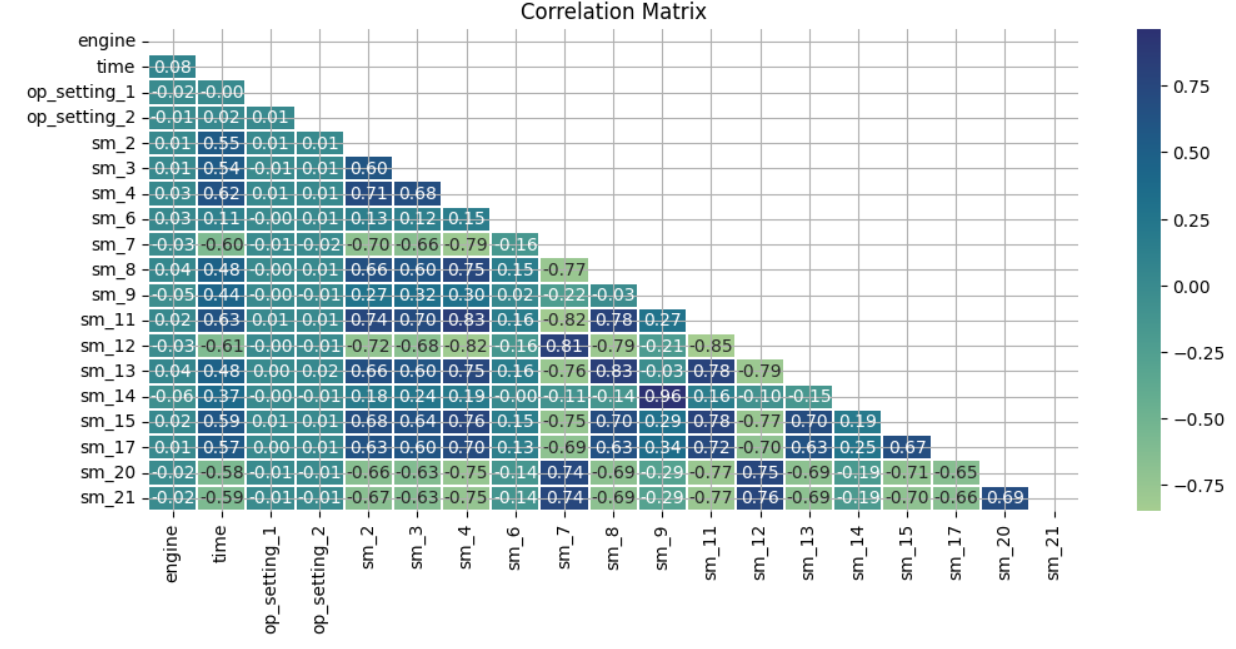 Correlation Matrix
engine
time 0.08
op_setting_1 -0.02 -0.00
op_setting_2 -0.01 0.02 0.01
sm_2 0.01 0.55 0.01 0.01
sm_3 0.01 0.54 -0.01 0.01 0.60
sm_4 0.03 0.62 0.01 0.01 0.71 0.68
sm_6 0.03 0.11 -0.00 0.01 0.13 0.12 0.15
sm_7 -0.03 -0.60 -0.01 -0.02 -0.70 -0.66 -0.79 -0.16
sm_8 0.04 0.48 -0.00 0.01 0.66 0.60 0.75 0.15 -0.77
sm_9 -0.05 0.44 -0.00 -0.01 0.27 0.32 0.30 0.02 -0.22 -0.03
sm_11 0.02 0.63 0.01 0.01 0.74 0.70 0.83 0.16 -0.82 0.78 0.27
sm_12 -0.03 -0.61 -0.00 -0.01 -0.72 -0.68 -0.82 -0.16 0.81 -0.79 -0.21 -0.85
sm_13 0.04 0.48 0.00 0.02 0.66 0.60 0.75 0.16 -0.76 0.83 -0.03 0.78 -0.79
sm_14 -0.06 0.37 -0.00 -0.01 0.18 0.24 0.19 -0.00 -0.11 -0.14 0.96 0.16 -0.10 -0.15
sm_15 0.02 0.59 0.01 0.01 0.68 0.64 0.76 0.15 -0.75 0.70 0.29 0.78 -0.77 0.70 0.19
sm_17 0.01 0.57 0.00 0.01 0.63 0.60 0.70 0.13 -0.69 0.63 0.34 0.72 -0.70 0.63 0.25 0.67
sm_20 -0.02 -0.58 -0.01 -0.01 -0.66 -0.63 -0.75 -0.14 0.74 -0.69 -0.29 -0.77 0.75 -0.69 -0.19 -0.71 -0.65
sm_21 -0.02 -0.59 -0.01 -0.01 -0.67 -0.63 -0.75 -0.14 0.74 -0.69 -0.29 -0.77 0.76 -0.69 -0.19 -0.70 -0.66 0.69
engine time op_setting_1 op_setting_2 sm_2 sm_3 sm_4 sm_6 sm_7 sm_8 sm_9 sm_11 sm_12 sm_13 sm_14 sm_15 sm_17 sm_20 sm_21
0.75
0.50
0.25
0.00
−0.25
−0.50
−0.75